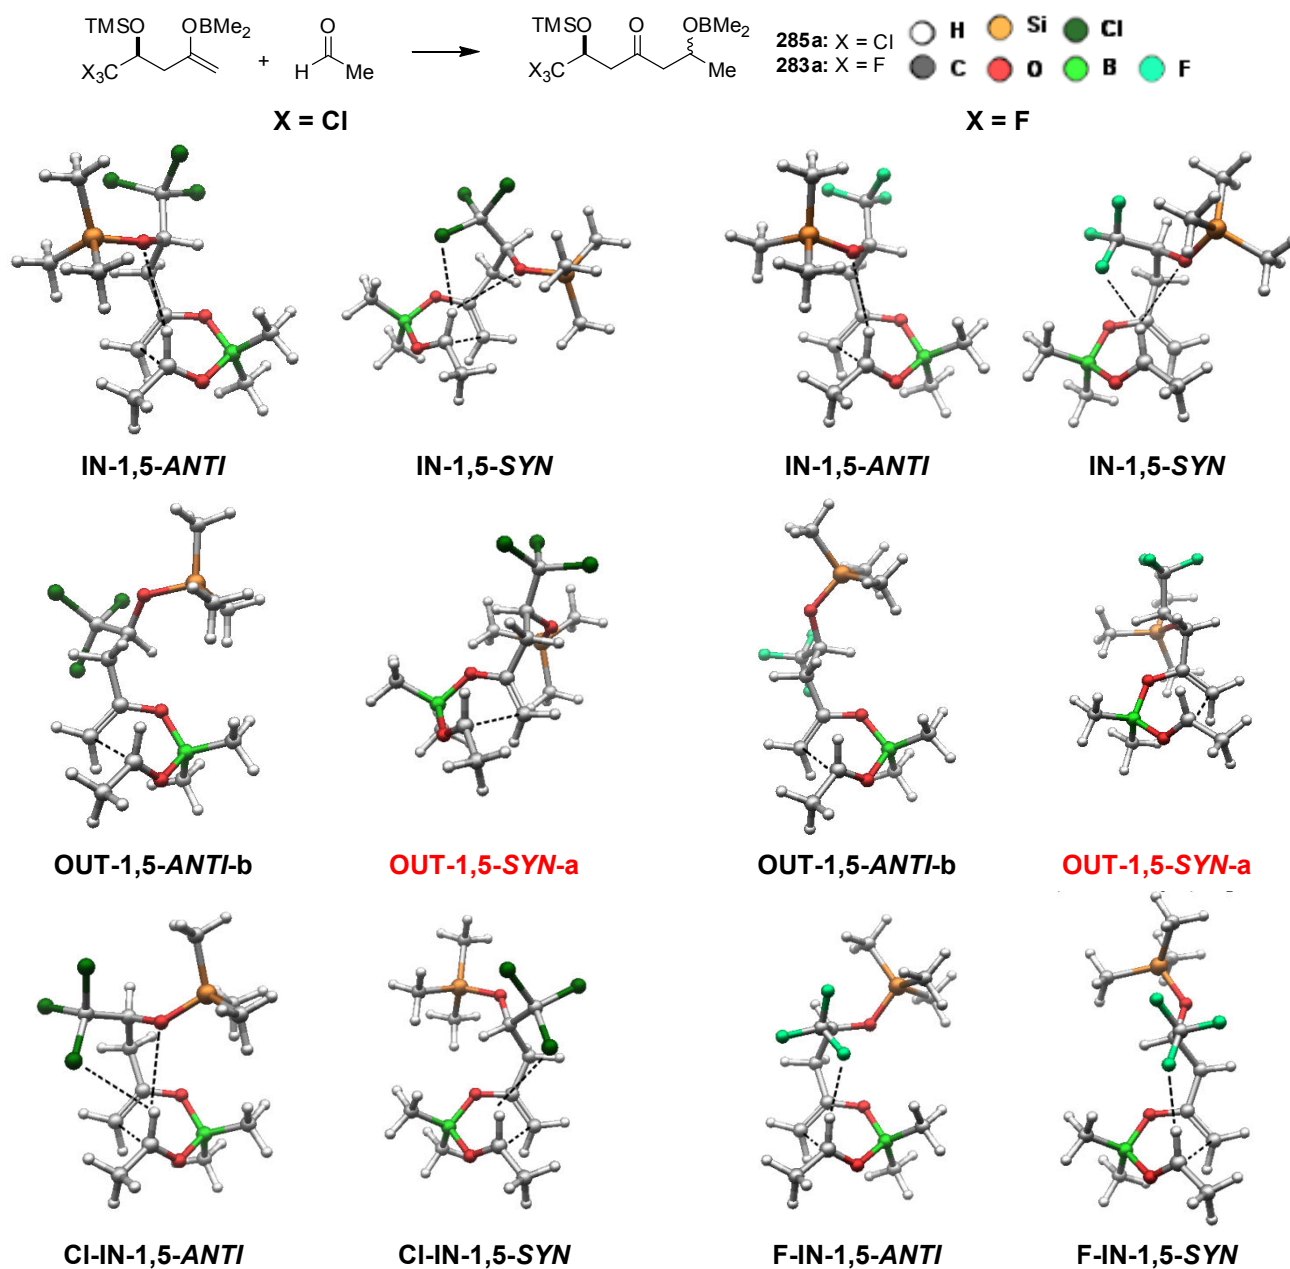 TMSO OBMe2 O TMSO O OBMe2 285a: X = Cl H Si Cl
X3C + H Me X3C Me 283a: X = F C O B F
X = Cl X = F
IN-1,5-ANTI IN-1,5-SYN IN-1,5-ANTI IN-1,5-SYN
OUT-1,5-ANTI-b OUT-1,5-SYN-a OUT-1,5-ANTI-b OUT-1,5-SYN-a
Cl-IN-1,5-ANTI Cl-IN-1,5-SYN F-IN-1,5-ANTI F-IN-1,5-SYN